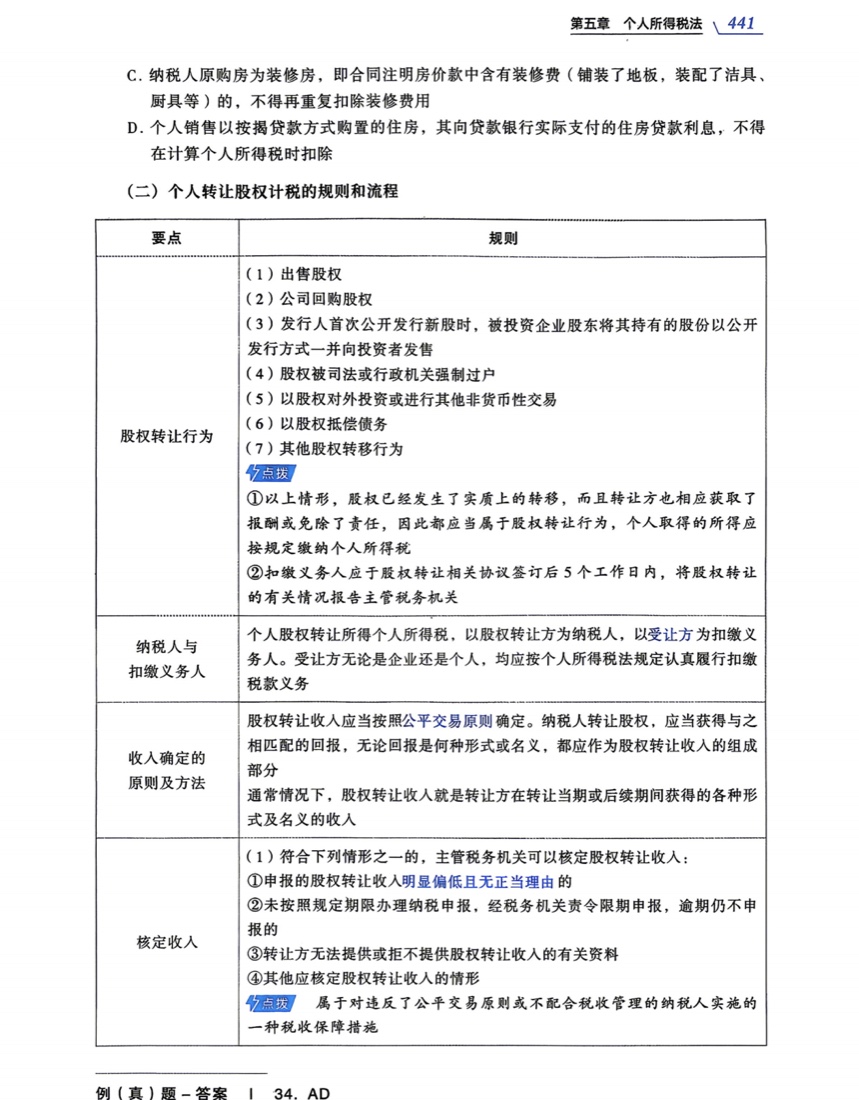 第五章 个人所得税法 441
C. 纳税人原购房为装修房，即合同注明房价款中含有装修费（铺装了地板，装配了洁具、
厨具等）的，不得再重复扣除装修费用
D. 个人销售以按揭贷款方式购置的住房，其向贷款银行实际支付的住房贷款利息，不得
在计算个人所得税时扣除
（二）个人转让股权计税的规则和流程
要点
规则
股权转让行为
（1）出售股权
（2）公司回购股权
（3）发行人首次公开发行新股时，被投资企业股东将其持有的股份以公开
发行方式一并向投资者发售
（4）股权被司法或行政机关强制过户
（5）以股权对外投资或进行其他非货币性交易
（6）以股权抵偿债务
（7）其他股权转移行为
点拨
①以上情形，股权已经发生了实质上的转移，而且转让方也相应获取了
报酬或免除了责任，因此都应当属于股权转让行为，个人取得的所得应
按规定缴纳个人所得税
②扣缴义务人应于股权转让相关协议签订后 5 个工作日内，将股权转让
的有关情况报告主管税务机关
纳税人与
扣缴义务人
个人股权转让所得个人所得税，以股权转让方为纳税人，以受让方为扣缴义
务人。受让方无论是企业还是个人，均应按个人所得税法规定认真履行扣缴
税款义务
收入确定的
原则及方法
股权转让收入应当按照公平交易原则确定。纳税人转让股权，应当获得与之
相匹配的回报，无论回报是何种形式或名义，都应作为股权转让收入的组成
部分
通常情况下，股权转让收入就是转让方在转让当期或后续期间获得的各种形
式及名义的收入
核定收入
（1）符合下列情形之一的，主管税务机关可以核定股权转让收入：
①申报的股权转让收入明显偏低且无正当理由的
②未按照规定期限办理纳税申报，经税务机关责令限期申报，逾期仍不申
报的
③转让方无法提供或拒不提供股权转让收入的有关资料
④其他应核定股权转让收入的情形
点拨 属于对违反了公平交易原则或不配合税收管理的纳税人实施的
一种税收保障措施
例（真）题－答案 | 34. AD